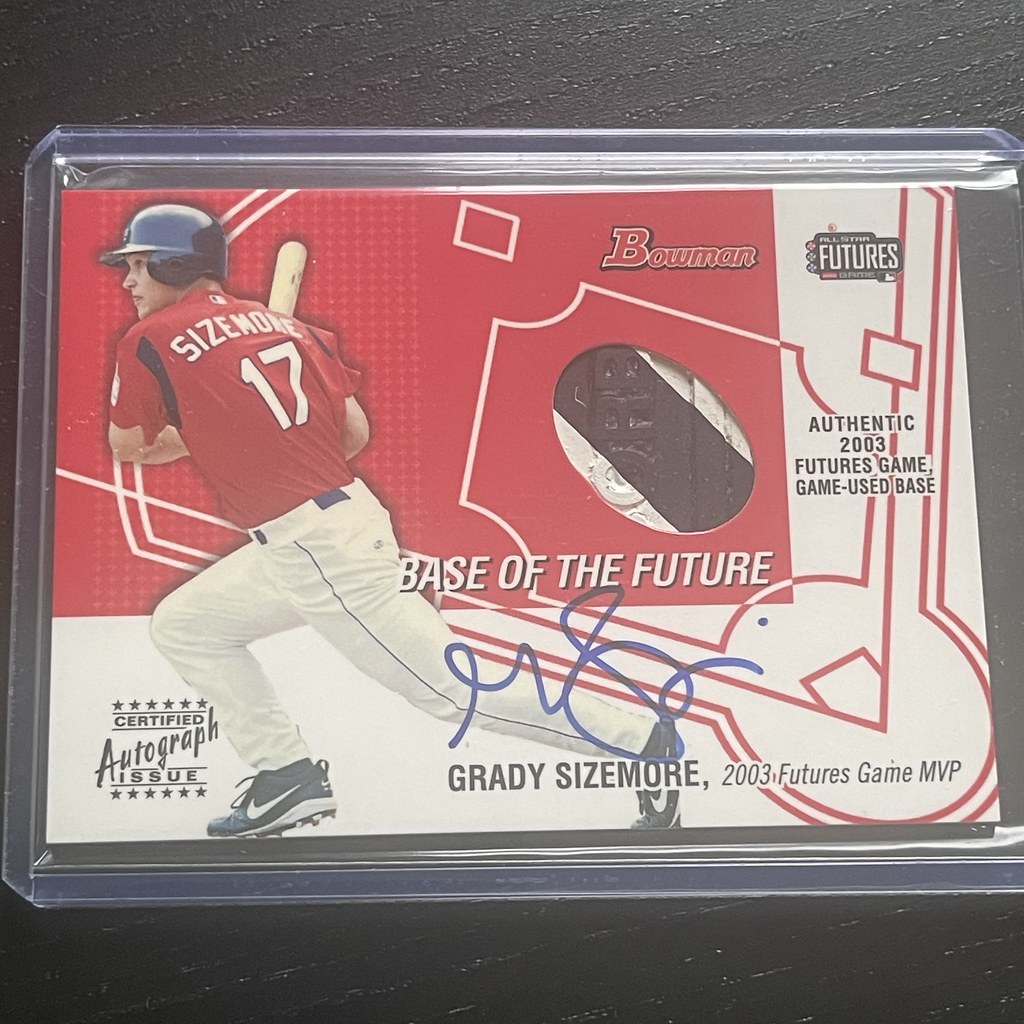 Bowman
ALL STAR
FUTURES
GAME
SIZEMORE
17
AUTHENTIC
2003
FUTURES GAME,
GAME-USED BASE
BASE OF THE FUTURE
★★★★★★
CERTIFIED
Autograph
ISSUE
★★★★★★
GRADY SIZEMORE, 2003 Futures Game MVP